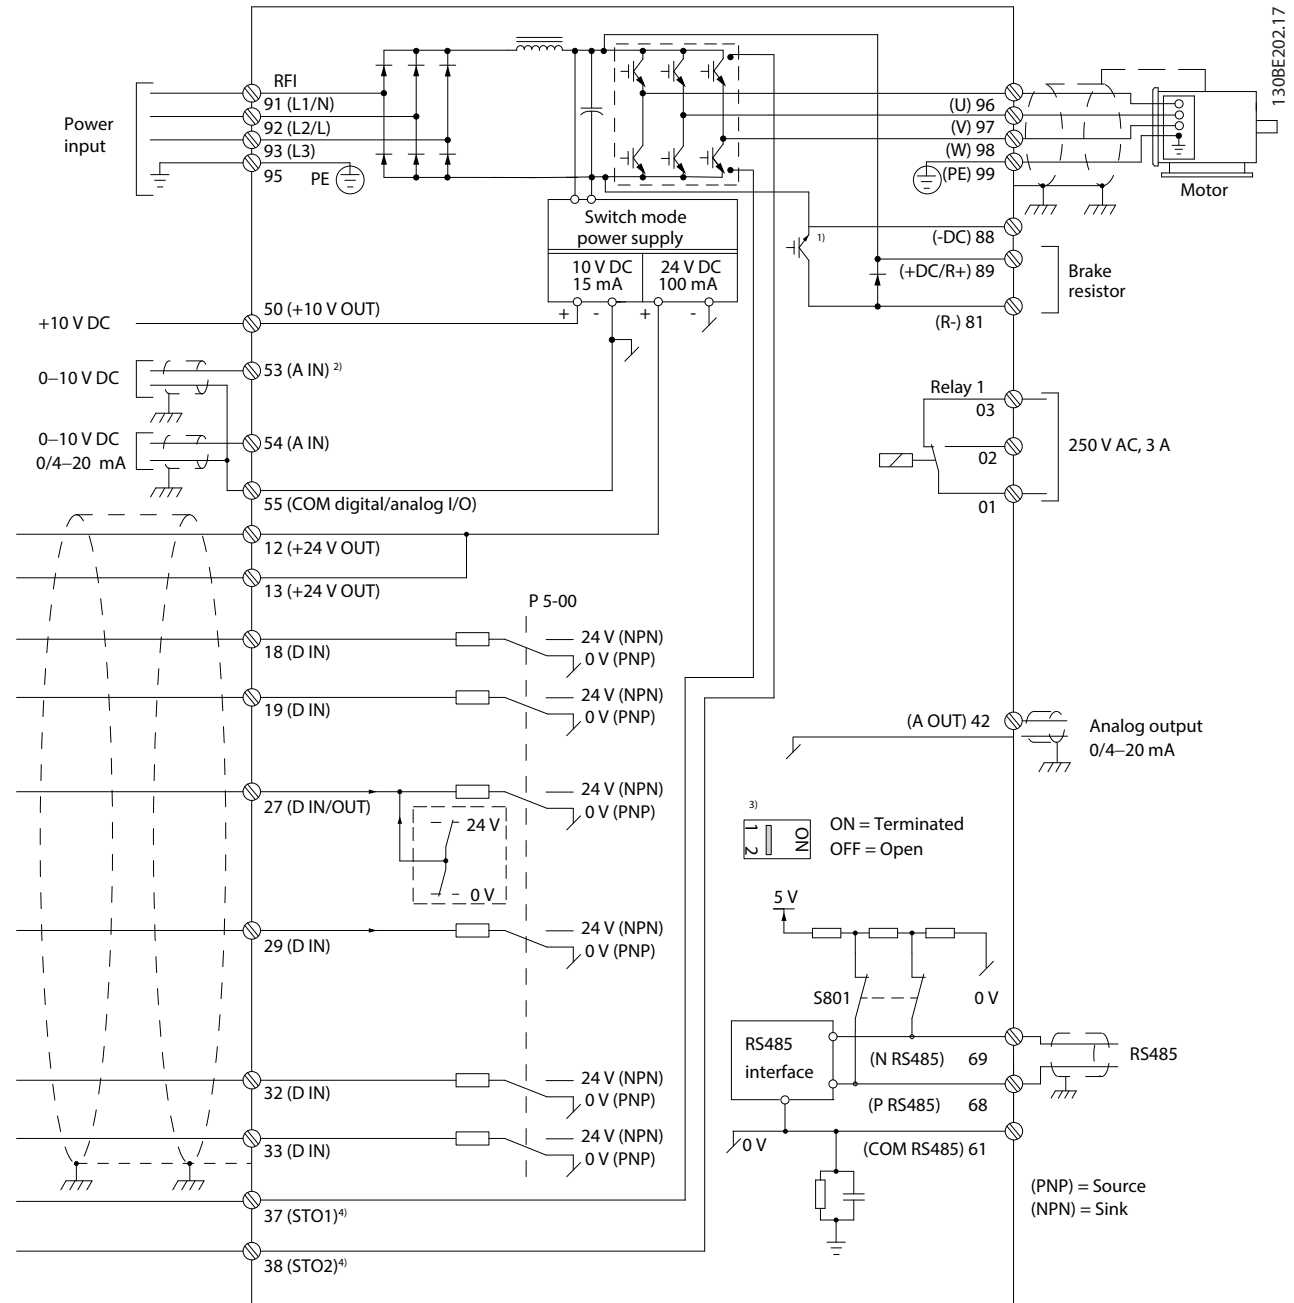 130BE202.17
Power
input
RFI
91 (L1/N)
92 (L2/L)
93 (L3)
95
PE
(U) 96
(V) 97
(W) 98
(PE) 99
Motor
Switch mode
power supply
10 V DC
15 mA
24 V DC
100 mA
+ - + -
1)
(-DC) 88
(+DC/R+) 89
(R-) 81
Brake
resistor
+10 V DC
50 (+10 V OUT)
0–10 V DC
53 (A IN) 2)
0–10 V DC
0/4–20 mA
54 (A IN)
55 (COM digital/analog I/O)
Relay 1
03
02
01
250 V AC, 3 A
12 (+24 V OUT)
13 (+24 V OUT)
P 5-00
18 (D IN)
24 V (NPN)
0 V (PNP)
19 (D IN)
24 V (NPN)
0 V (PNP)
27 (D IN/OUT)
24 V (NPN)
0 V (PNP)
24 V
0 V
29 (D IN)
24 V (NPN)
0 V (PNP)
32 (D IN)
24 V (NPN)
0 V (PNP)
33 (D IN)
24 V (NPN)
0 V (PNP)
37 (STO1)4)
38 (STO2)4)
(A OUT) 42
Analog output
0/4–20 mA
3)
1 2
ON
ON = Terminated
OFF = Open
5 V
S801
0 V
RS485
interface
(N RS485) 69
(P RS485) 68
RS485
0 V
(COM RS485) 61
(PNP) = Source
(NPN) = Sink